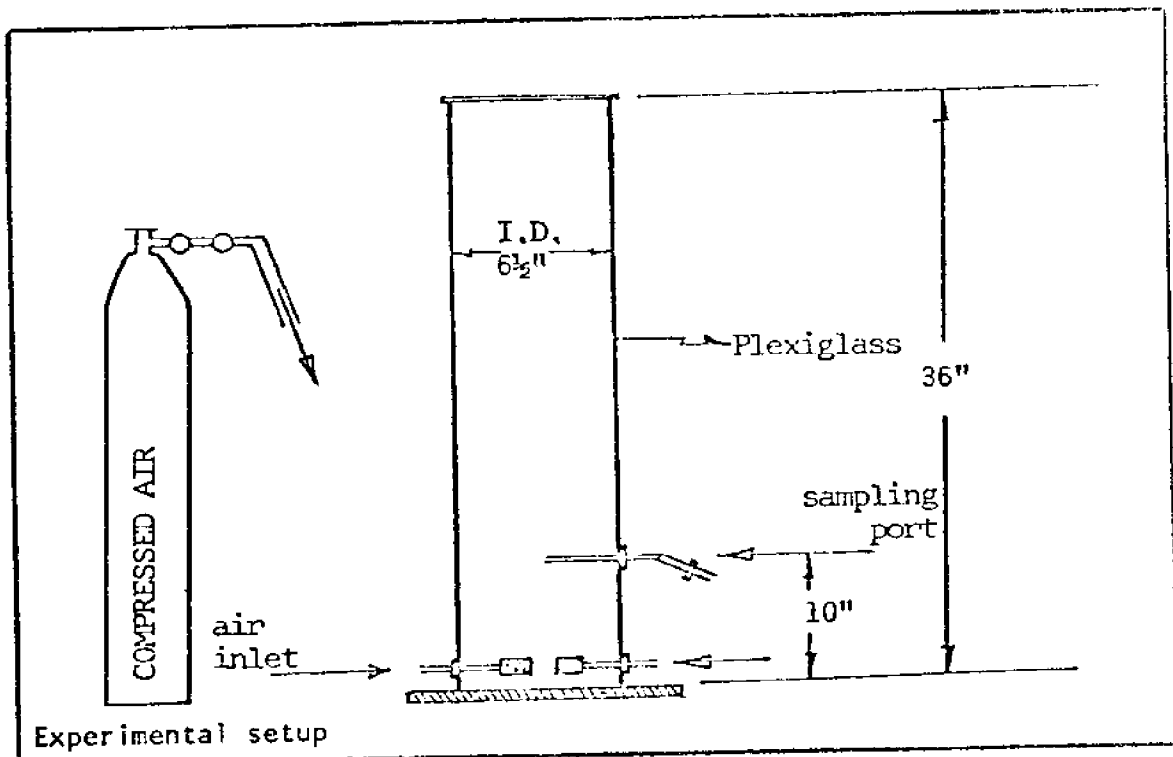 I.D.
6½"
Plexiglass
36"
COMPRESSED AIR
sampling
port
10"
air
inlet
Experimental setup